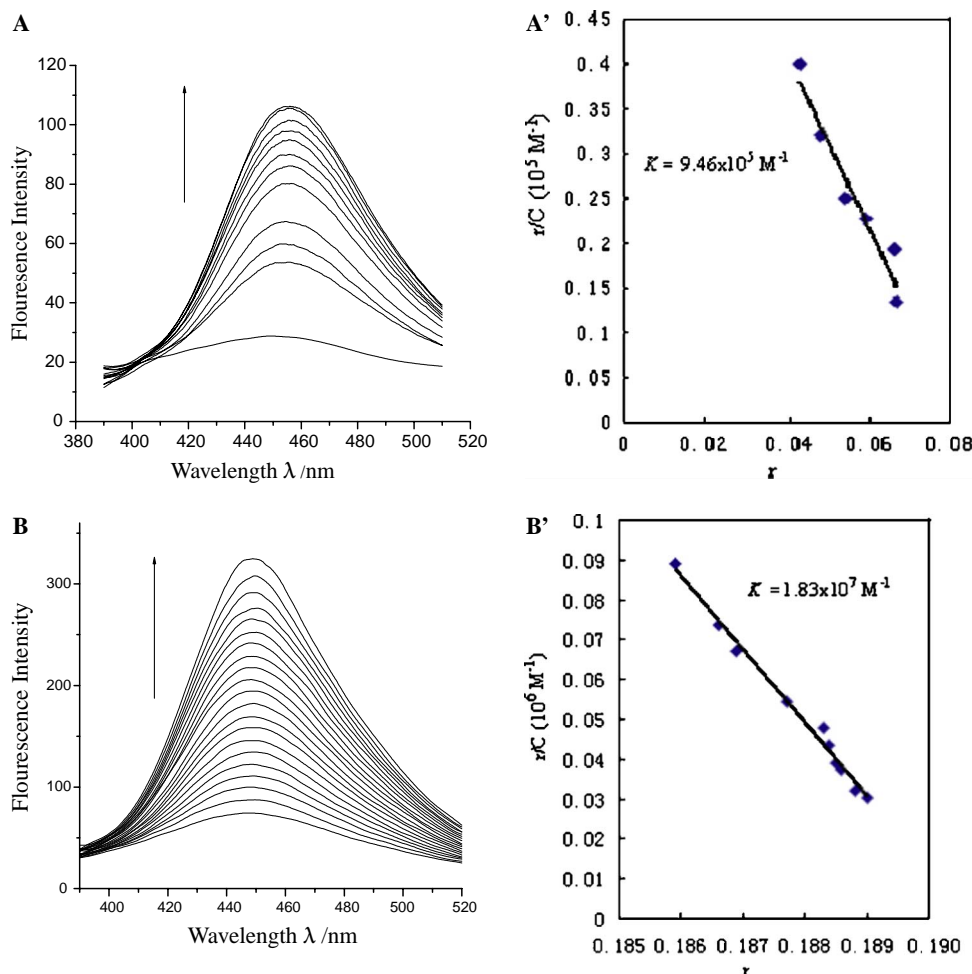 A
Flouresence Intensity
120
100
80
60
40
20
0
380 400 420 440 460 480 500 520
Wavelength λ /nm
A'
r/C (10⁵ M⁻¹)
0.45
0.4
0.35
0.3
0.25
0.2
0.15
0.1
0.05
0
K = 9.46x10⁵ M⁻¹
0 0.02 0.04 0.06 0.08
r
B
Flourescence Intensity
300
200
100
0
400 420 440 460 480 500 520
Wavelength λ /nm
B'
r/C (10⁶ M⁻¹)
0.1
0.09
0.08
0.07
0.06
0.05
0.04
0.03
0.02
0.01
0
K =1.83x10⁷ M⁻¹
0.185 0.186 0.187 0.188 0.189 0.190
r